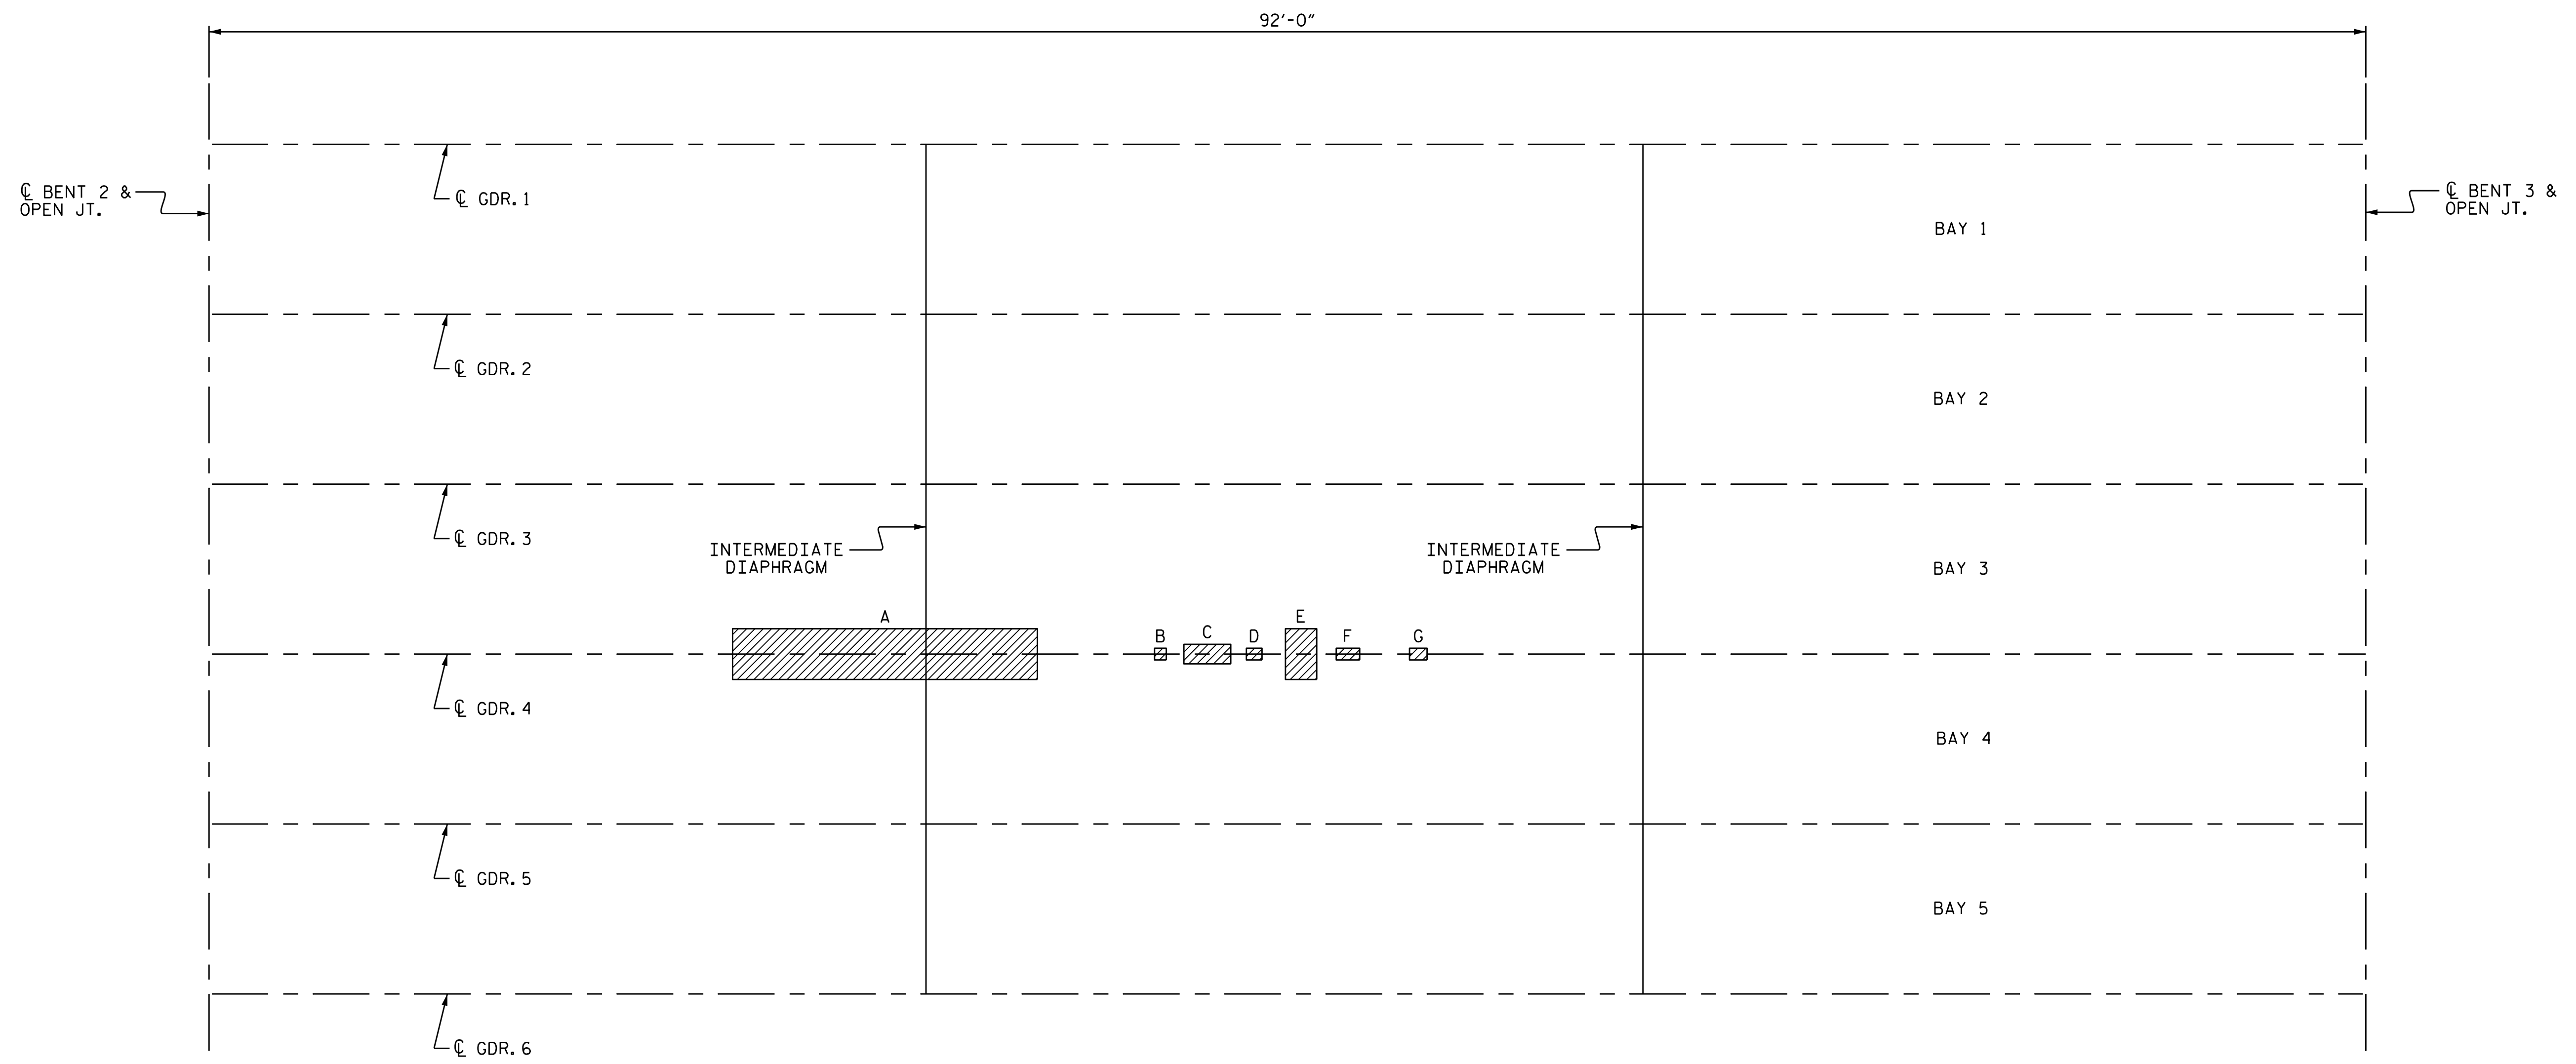 92'-0"
℄ BENT 2 &
OPEN JT.
℄ GDR. 1
BAY 1
℄ BENT 3 &
OPEN JT.
℄ GDR. 2
BAY 2
℄ GDR. 3
INTERMEDIATE
DIAPHRAGM
INTERMEDIATE
DIAPHRAGM
BAY 3
A
B
C
D
E
F
G
℄ GDR. 4
BAY 4
℄ GDR. 5
BAY 5
℄ GDR. 6